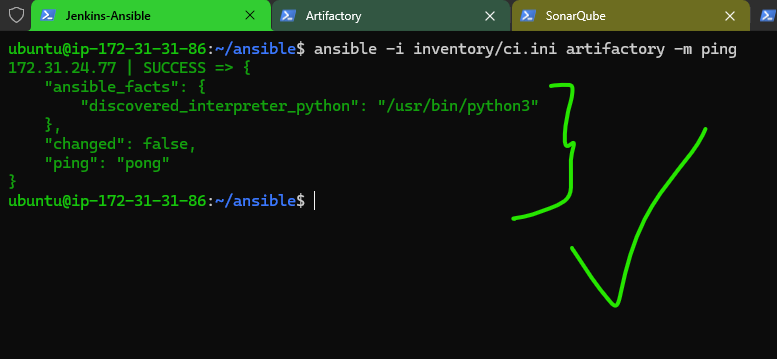 Jenkins-Ansible
Artifactory
SonarQube
ubuntu@ip-172-31-31-86:~/ansible$ ansible -i inventory/ci.ini artifactory -m ping
172.31.24.77 | SUCCESS => {
    "ansible_facts": {
        "discovered_interpreter_python": "/usr/bin/python3"
    },
    "changed": false,
    "ping": "pong"
}
ubuntu@ip-172-31-31-86:~/ansible$